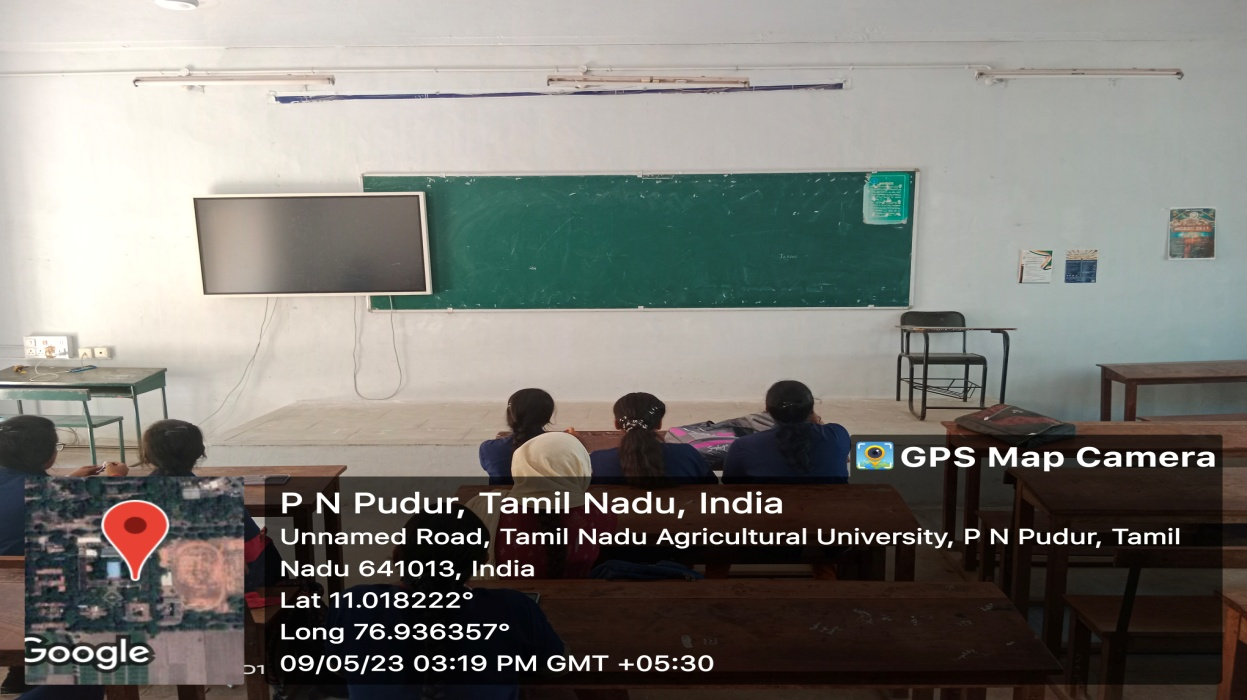 GPS Map Camera
P N Pudur, Tamil Nadu, India
Unnamed Road, Tamil Nadu Agricultural University, P N Pudur, Tamil
Nadu 641013, India
Lat 11.018222°
Long 76.936357°
09/05/23 03:19 PM GMT +05:30
Google